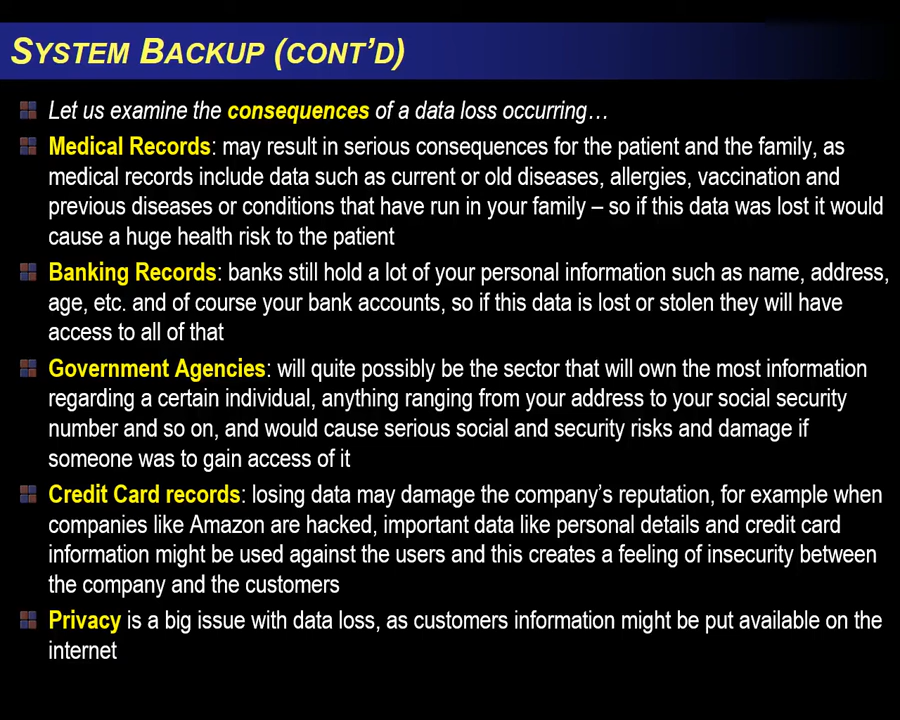 SYSTEM BACKUP (CONT'D)
Let us examine the consequences of a data loss occurring…
Medical Records: may result in serious consequences for the patient and the family, as
medical records include data such as current or old diseases, allergies, vaccination and
previous diseases or conditions that have run in your family – so if this data was lost it would
cause a huge health risk to the patient
Banking Records: banks still hold a lot of your personal information such as name, address,
age, etc. and of course your bank accounts, so if this data is lost or stolen they will have
access to all of that
Government Agencies: will quite possibly be the sector that will own the most information
regarding a certain individual, anything ranging from your address to your social security
number and so on, and would cause serious social and security risks and damage if
someone was to gain access of it
Credit Card records: losing data may damage the company's reputation, for example when
companies like Amazon are hacked, important data like personal details and credit card
information might be used against the users and this creates a feeling of insecurity between
the company and the customers
Privacy is a big issue with data loss, as customers information might be put available on the
internet